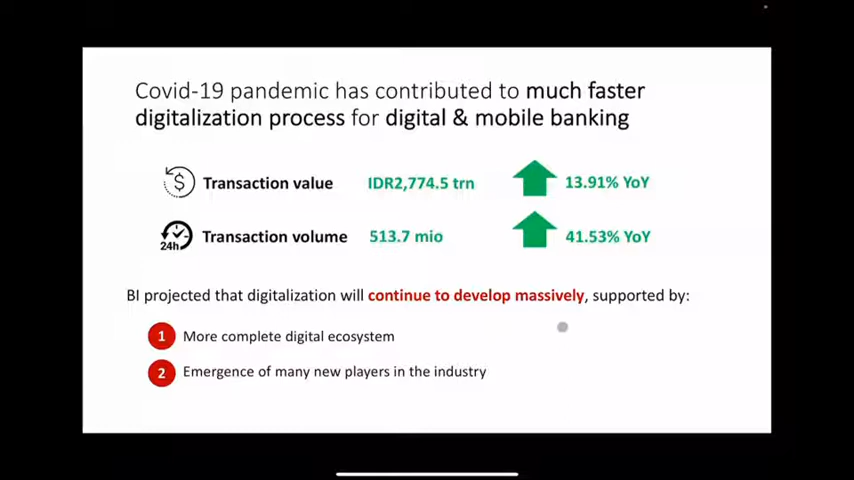 Covid-19 pandemic has contributed to much faster
digitalization process for digital & mobile banking
Transaction value IDR2,774.5 trn 13.91% YoY
24h Transaction volume 513.7 mio 41.53% YoY
BI projected that digitalization will continue to develop massively, supported by:
1 More complete digital ecosystem
2 Emergence of many new players in the industry